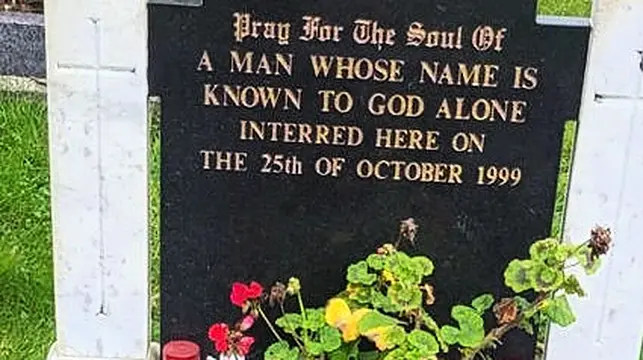 Pray For The Soul Of
A MAN WHOSE NAME IS
KNOWN TO GOD ALONE
INTERRED HERE ON
THE 25th OF OCTOBER 1999